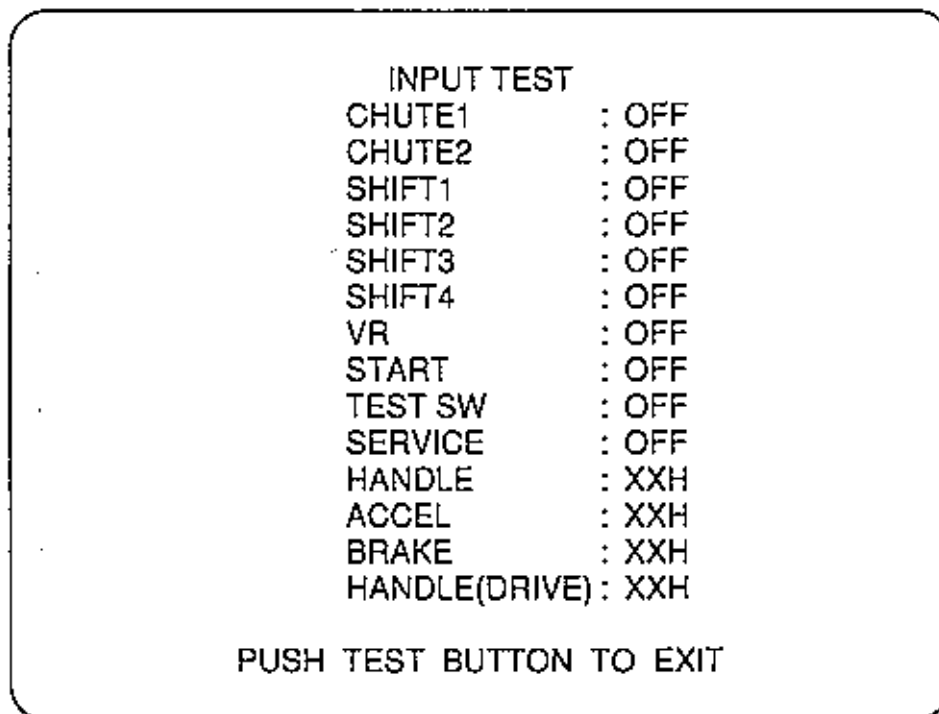 INPUT TEST
CHUTE1 : OFF
CHUTE2 : OFF
SHIFT1 : OFF
SHIFT2 : OFF
SHIFT3 : OFF
SHIFT4 : OFF
VR : OFF
START : OFF
TEST SW : OFF
SERVICE : OFF
HANDLE : XXH
ACCEL : XXH
BRAKE : XXH
HANDLE(DRIVE) : XXH
PUSH TEST BUTTON TO EXIT